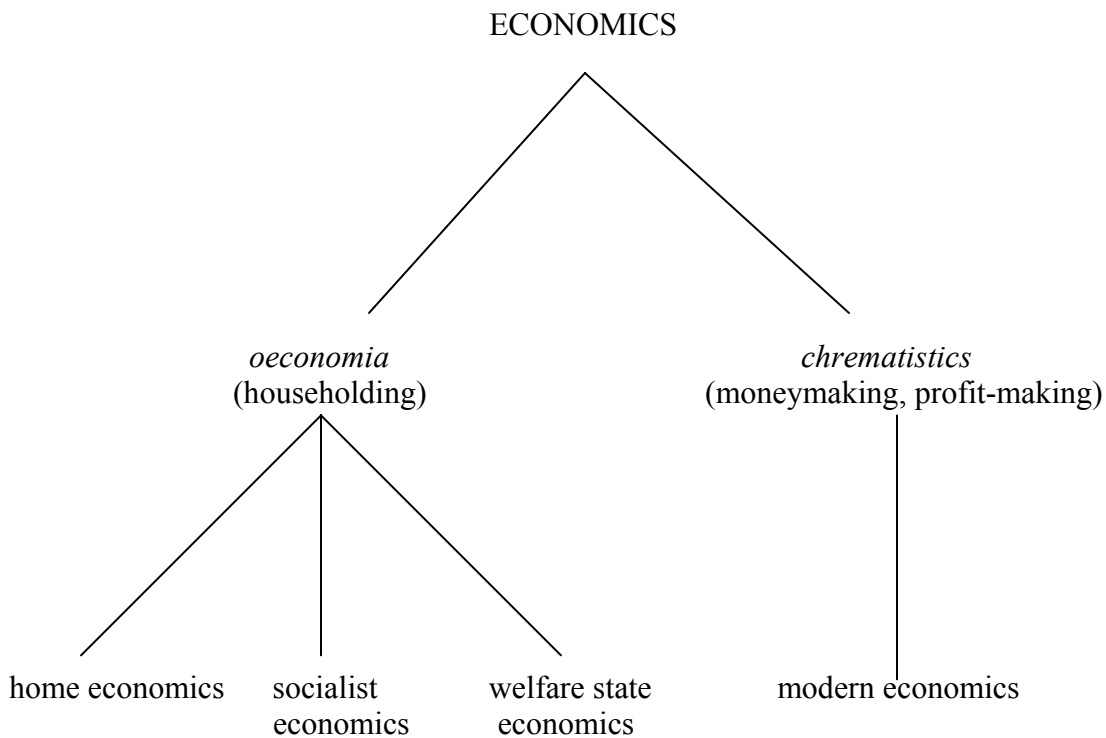 ECONOMICS
oeconomia
(householding)
chrematistics
(moneymaking, profit-making)
home economics
socialist
economics
welfare state
economics
modern economics